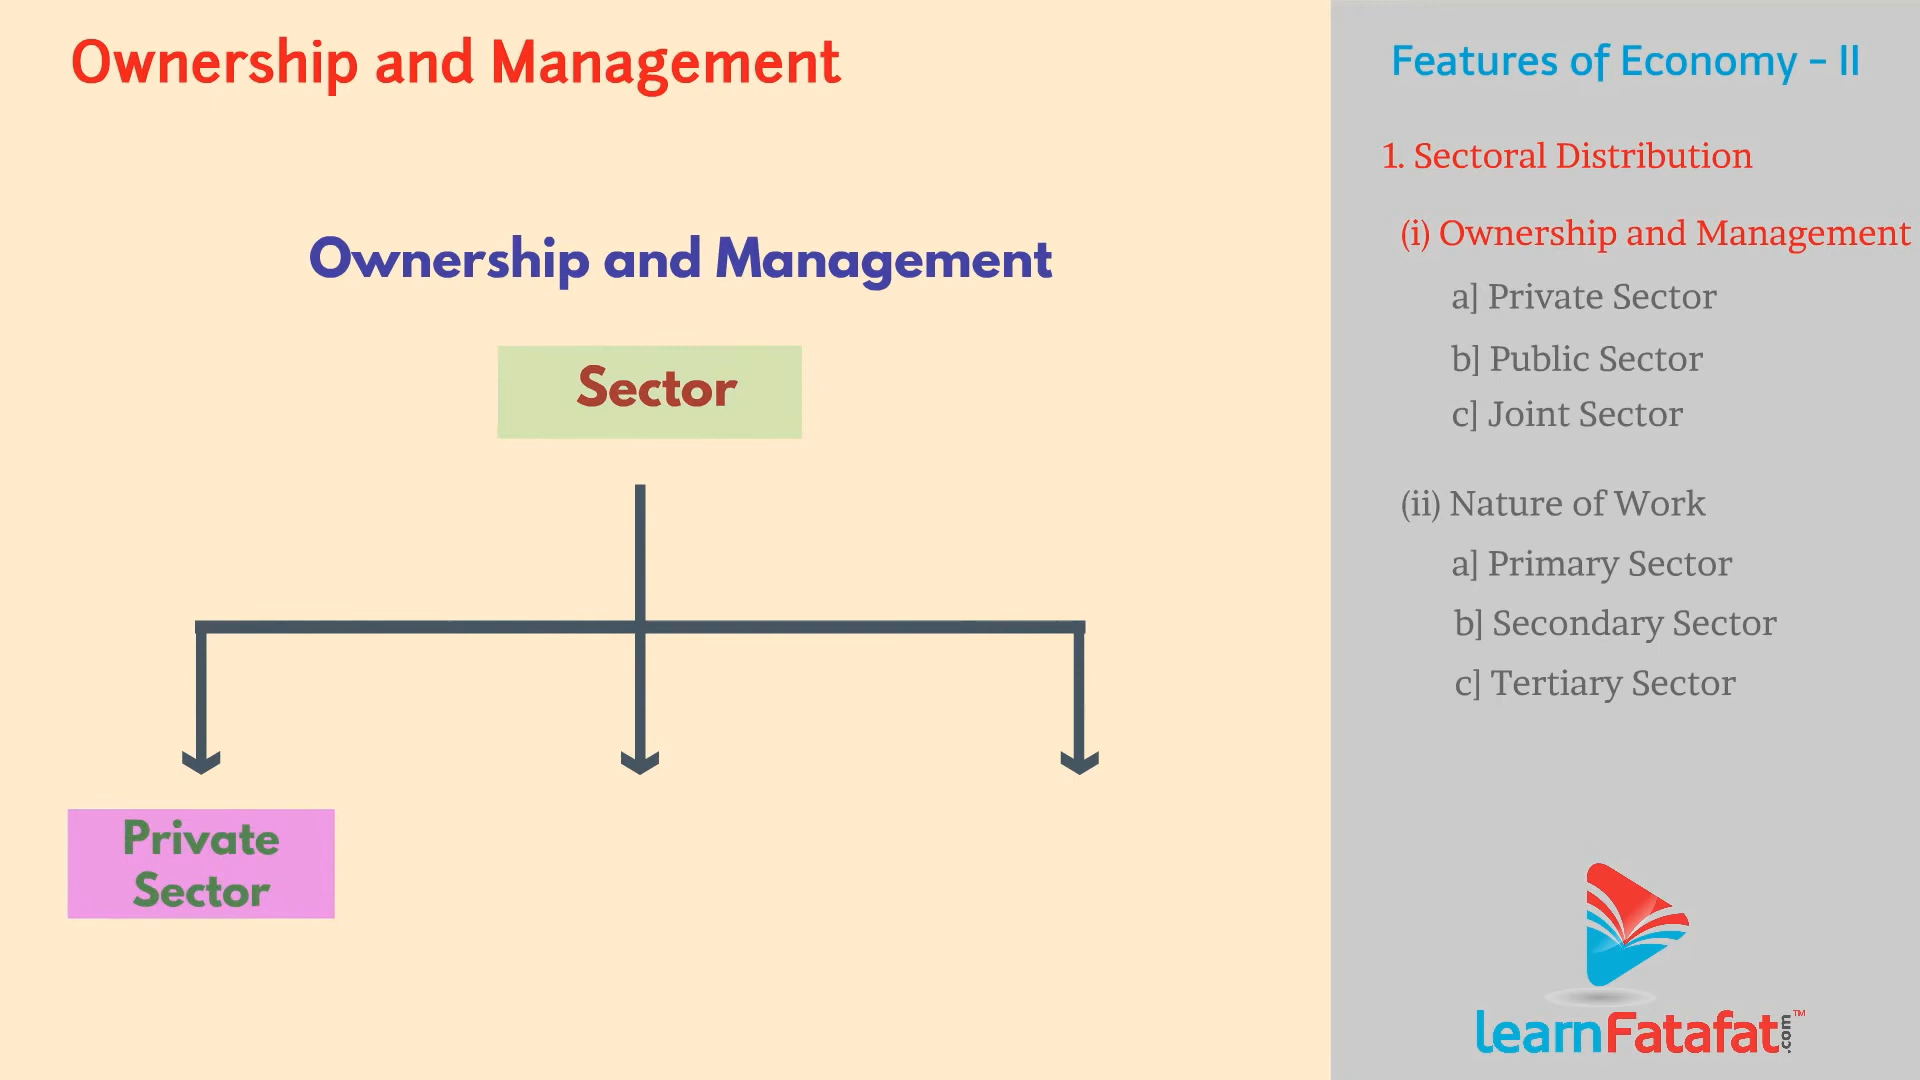 Ownership and Management
Ownership and Management
Sector
Private
Sector
Features of Economy – II
1. Sectoral Distribution
(i) Ownership and Management
a] Private Sector
b] Public Sector
c] Joint Sector
(ii) Nature of Work
a] Primary Sector
b] Secondary Sector
c] Tertiary Sector
learnFatafat.com™